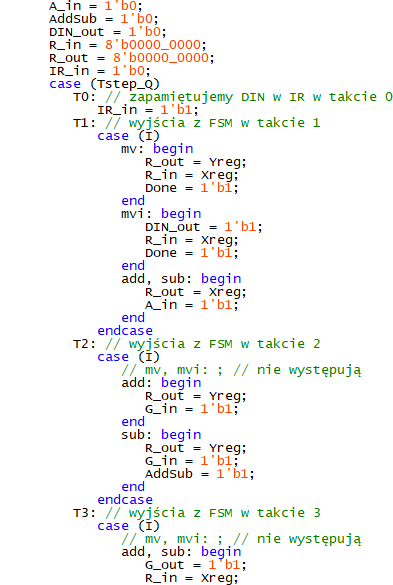 A_in = 1'b0;
AddSub = 1'b0;
DIN_out = 1'b0;
R_in = 8'b0000_0000;
R_out = 8'b0000_0000;
IR_in = 1'b0;
case (Tstep_Q)
T0: // zapamiętujemy DIN w IR w takcie 0
IR_in = 1'b1;
T1: // wyjścia z FSM w takcie 1
case (I)
mv: begin
R_out = Yreg;
R_in = Xreg;
Done = 1'b1;
end
mvi: begin
DIN_out = 1'b1;
R_in = Xreg;
Done = 1'b1;
end
add, sub: begin
R_out = Xreg;
A_in = 1'b1;
end
endcase
T2: // wyjścia z FSM w takcie 2
case (I)
// mv, mvi: ; // nie występują
add: begin
R_out = Yreg;
G_in = 1'b1;
end
sub: begin
R_out = Yreg;
G_in = 1'b1;
AddSub = 1'b1;
end
endcase
T3: // wyjścia z FSM w takcie 3
case (I)
// mv, mvi: ; // nie występują
add, sub: begin
G_out = 1'b1;
R_in = Xreg;